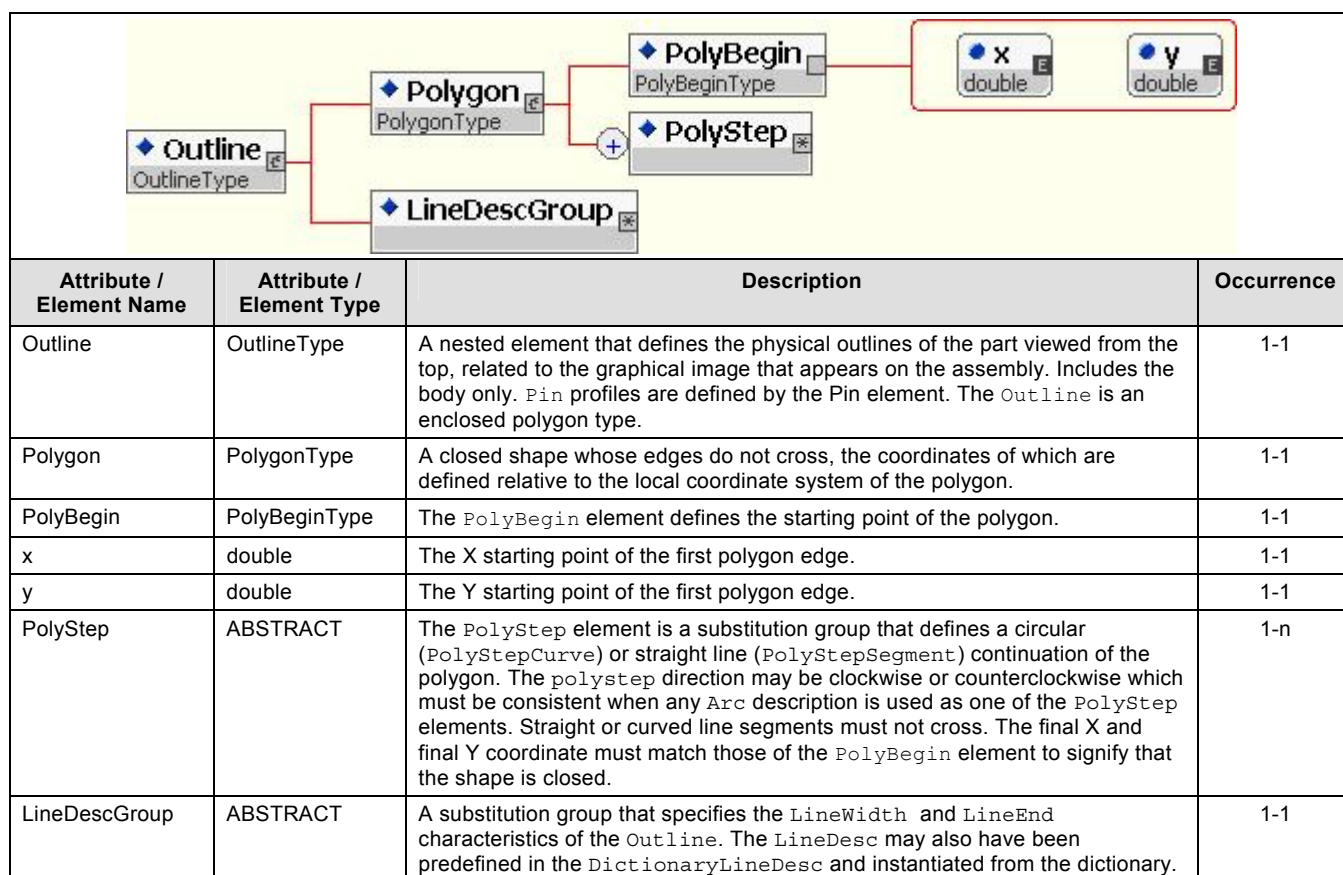 PolyBegin
PolyBeginType
x
E
double
y
E
double
Polygon
PolygonType
PolyStep
+
Outline
OutlineType
LineDescGroup
Attribute /
Element Name
Attribute /
Element Type
Description
Occurrence
Outline
OutlineType
A nested element that defines the physical outlines of the part viewed from the
top, related to the graphical image that appears on the assembly. Includes the
body only. Pin profiles are defined by the Pin element. The Outline is an
enclosed polygon type.
1-1
Polygon
PolygonType
A closed shape whose edges do not cross, the coordinates of which are
defined relative to the local coordinate system of the polygon.
1-1
PolyBegin
PolyBeginType
The PolyBegin element defines the starting point of the polygon.
1-1
x
double
The X starting point of the first polygon edge.
1-1
y
double
The Y starting point of the first polygon edge.
1-1
PolyStep
ABSTRACT
The PolyStep element is a substitution group that defines a circular
(PolyStepCurve) or straight line (PolyStepSegment) continuation of the
polygon. The polystep direction may be clockwise or counterclockwise which
must be consistent when any Arc description is used as one of the PolyStep
elements. Straight or curved line segments must not cross. The final X and
final Y coordinate must match those of the PolyBegin element to signify that
the shape is closed.
1-n
LineDescGroup
ABSTRACT
A substitution group that specifies the LineWidth and LineEnd
characteristics of the Outline. The LineDesc may also have been
predefined in the DictionaryLineDesc and instantiated from the dictionary.
1-1